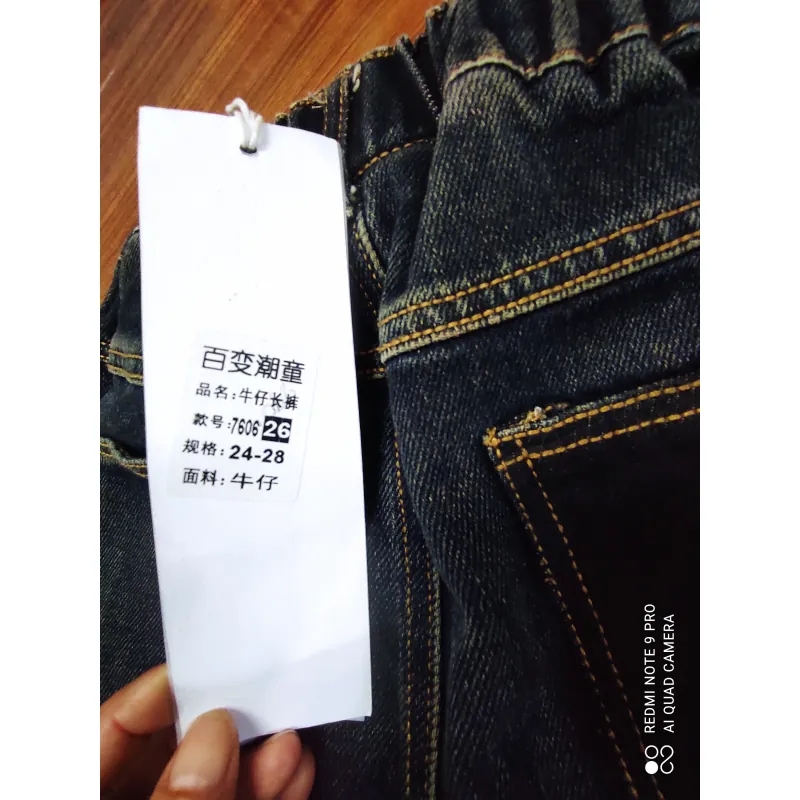 百变潮童
品名:牛仔长裤
款号:7606 26
规格:24-28
面料:牛仔
REDMI NOTE 9 PRO
AI QUAD CAMERA